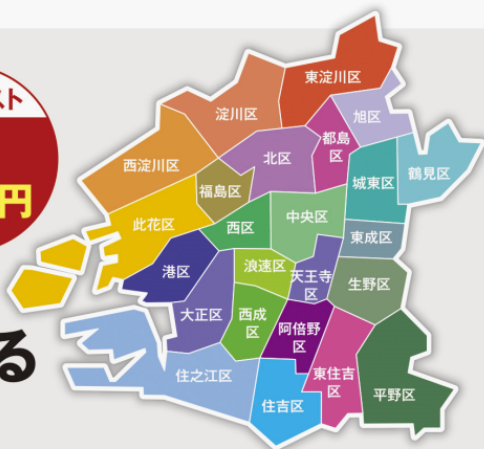 スト
円
る
東淀川区
淀川区
旭区
都島
区
北区
西淀川区
城東区
鶴見区
福島区
此花区
西区
中央区
東成区
浪速区
港区
天王寺
区
生野区
大正区
西成
区
阿倍野
区
住之江区
東住吉
区
平野区
住吉区